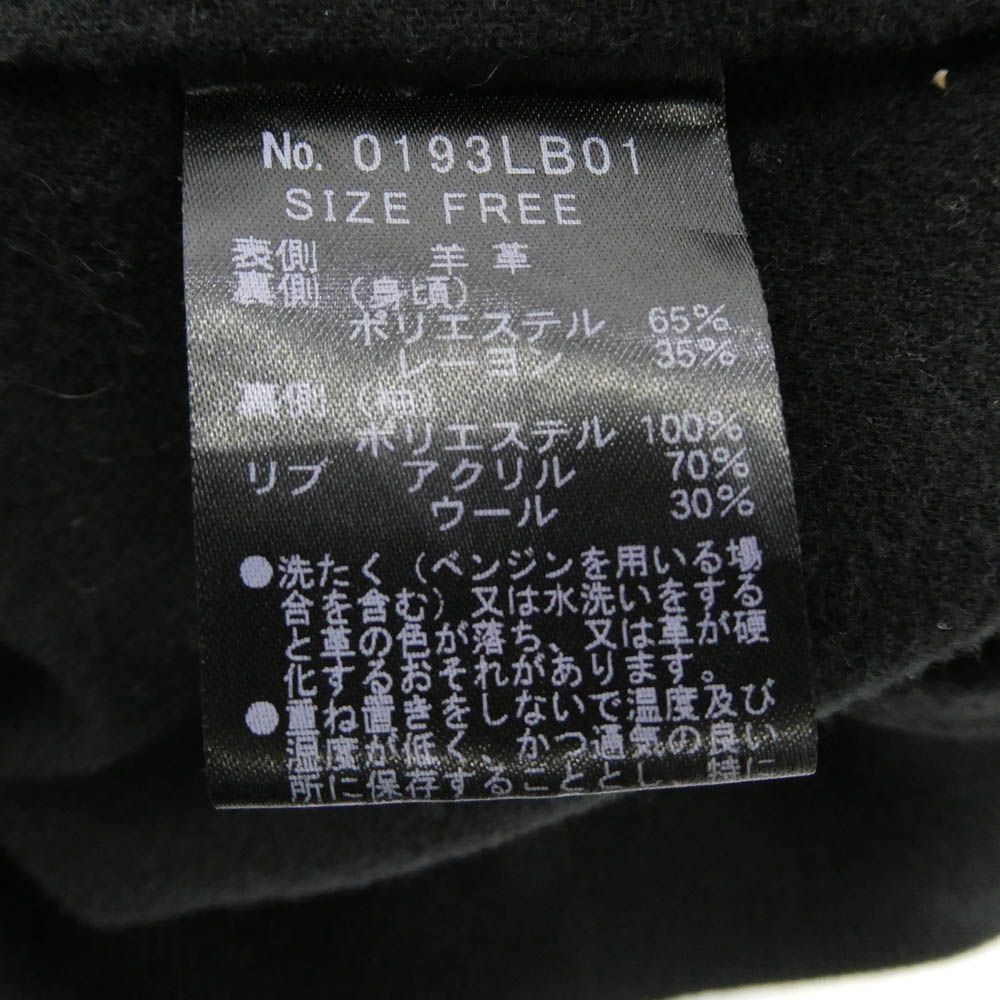 No. 0193LB01
SIZE FREE
表側 羊革
裏側 (身頃)
ポリエステル 65%
レーヨン 35%
裏側 (袖)
ポリエステル 100%
リブ アクリル 70%
ウール 30%
●洗たく (ベンジンを用いる場
合を含む) 又は水洗いをする
と革の色が落ち、又は革が硬
化するおそれがあります。
●重ね置きをしないで温度及び
湿度が低く、かつ通気の良い
所に保存することとし、特に